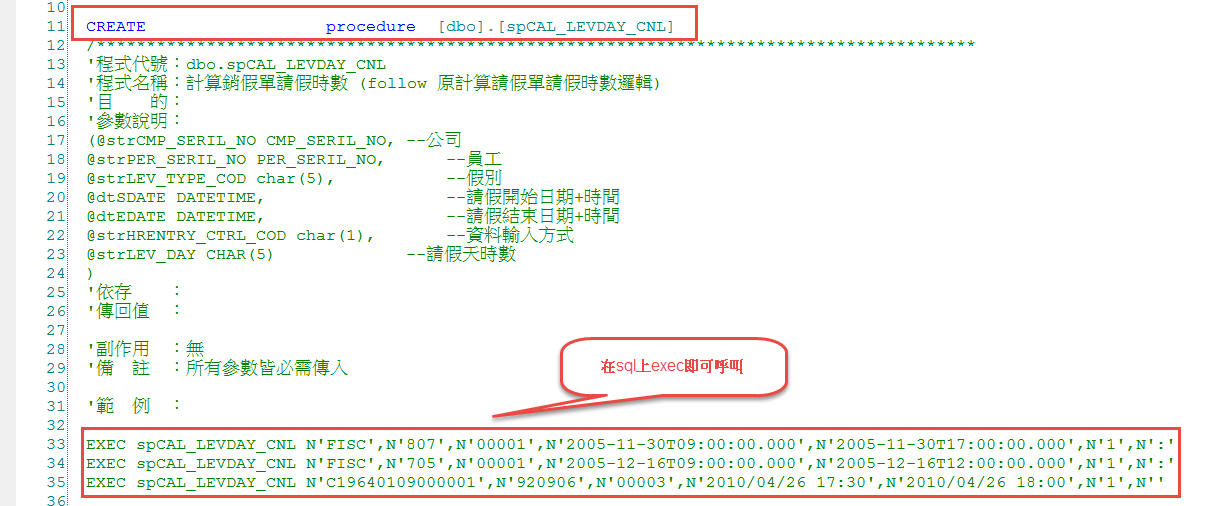 10
11 CREATE procedure [dbo].[spCAL_LEVDAY_CNL]
12 /****************************************************************************************
13 '程式代號：dbo.spCAL_LEVDAY_CNL
14 '程式名稱：計算銷假單請假時數 (follow 原計算請假單請假時數邏輯)
15 '目 的：
16 '參數說明：
17 (@strCMP_SERIL_NO CMP_SERIL_NO, --公司
18 @strPER_SERIL_NO PER_SERIL_NO, --員工
19 @strLEV_TYPE_COD char(5), --假別
20 @dtSDATE DATETIME, --請假開始日期+時間
21 @dtEDATE DATETIME, --請假結束日期+時間
22 @strHRENTRY_CTRL_COD char(1), --資料輸入方式
23 @strLEV_DAY CHAR(5) --請假天時數
24 )
25 '依存 ：
26 '傳回值 ：
27
28 '副作用 ：無
29 '備 註 ：所有參數皆必需傳入
在sql上exec即可呼叫
30
31 '範 例 ：
32
33 EXEC spCAL_LEVDAY_CNL N'FISC',N'807',N'00001',N'2005-11-30T09:00:00.000',N'2005-11-30T17:00:00.000',N'1',N':'
34 EXEC spCAL_LEVDAY_CNL N'FISC',N'705',N'00001',N'2005-12-16T09:00:00.000',N'2005-12-16T12:00:00.000',N'1',N':'
35 EXEC spCAL_LEVDAY_CNL N'C19640109000001',N'920906',N'00003',N'2010/04/26 17:30',N'2010/04/26 18:00',N'1',N''
36